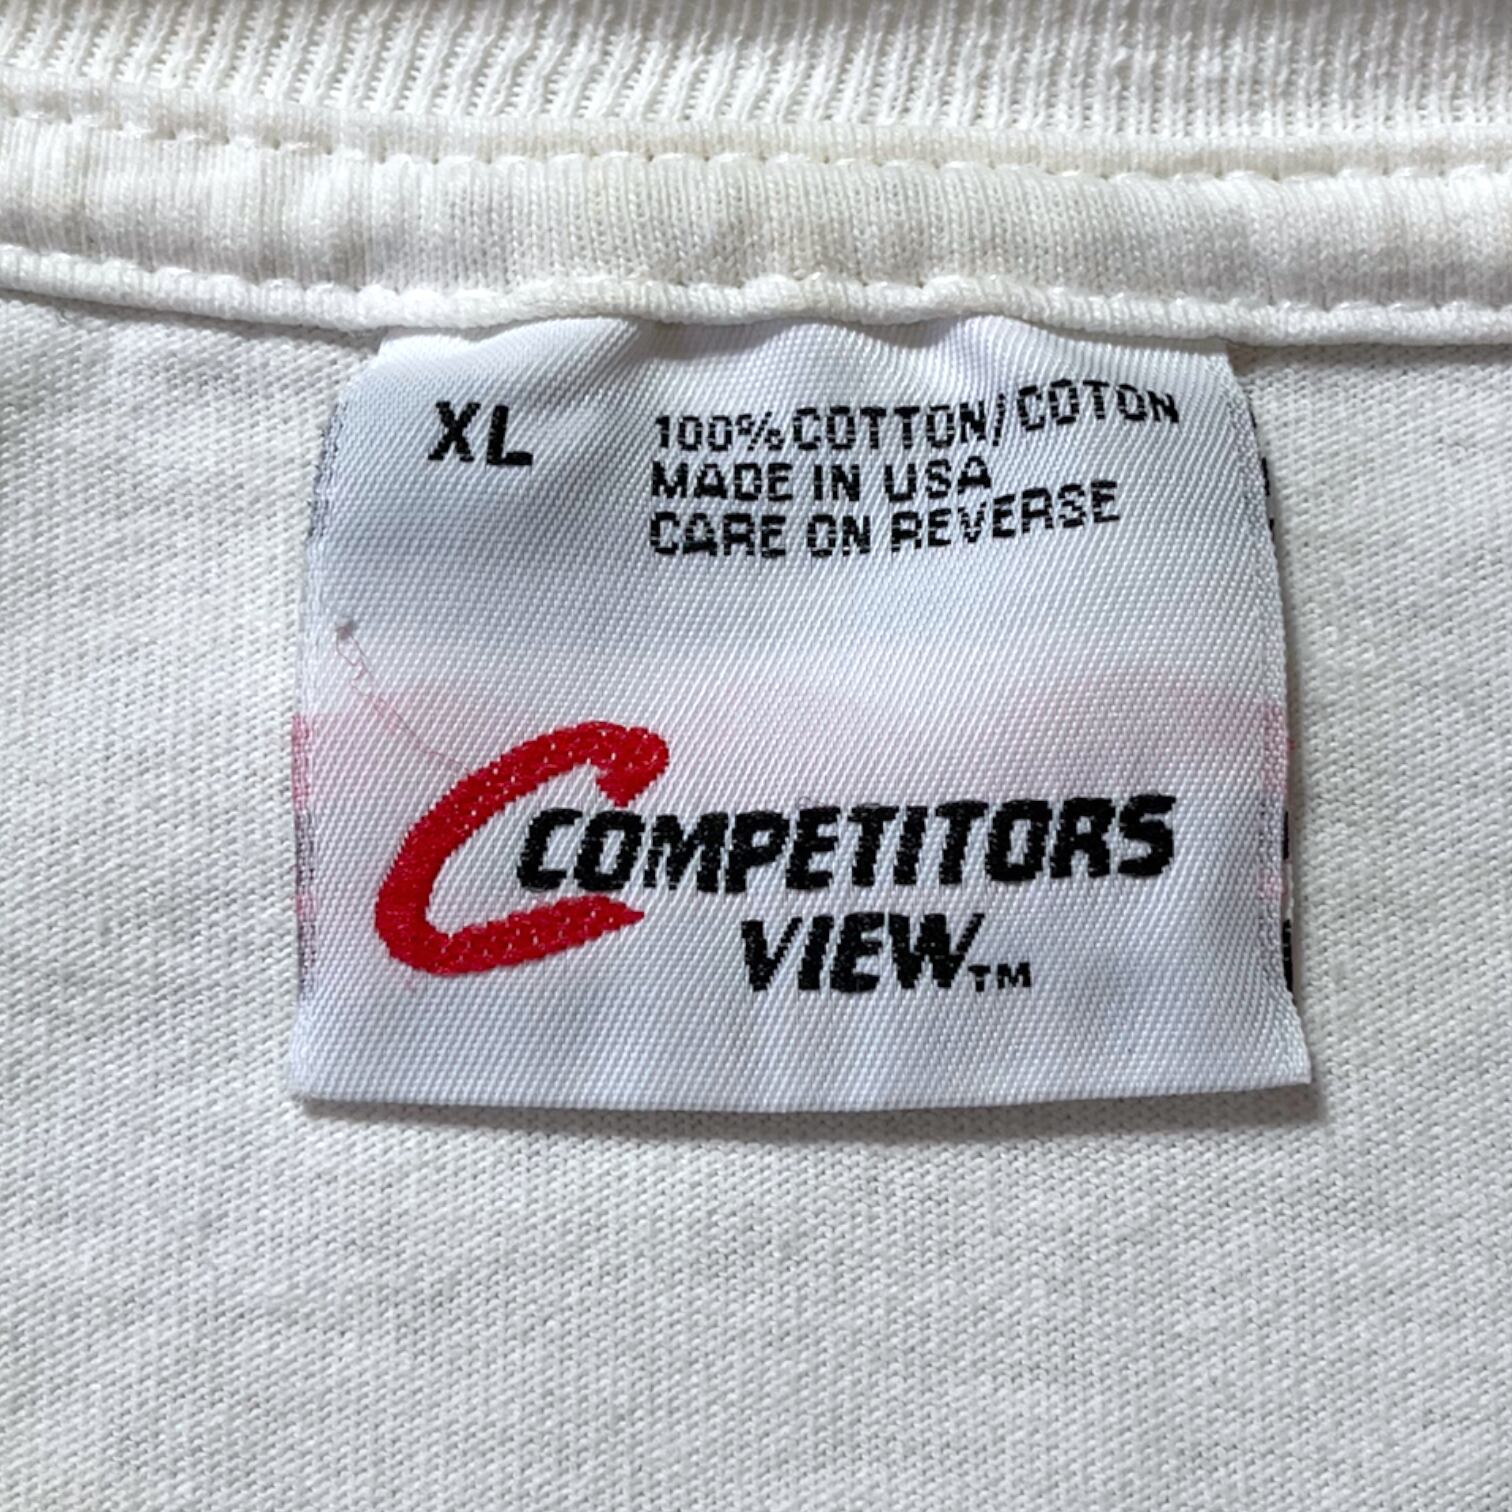 XL
100% COTTON/COTON
MADE IN USA
CARE ON REVERSE
COMPETITORS
VIEW™